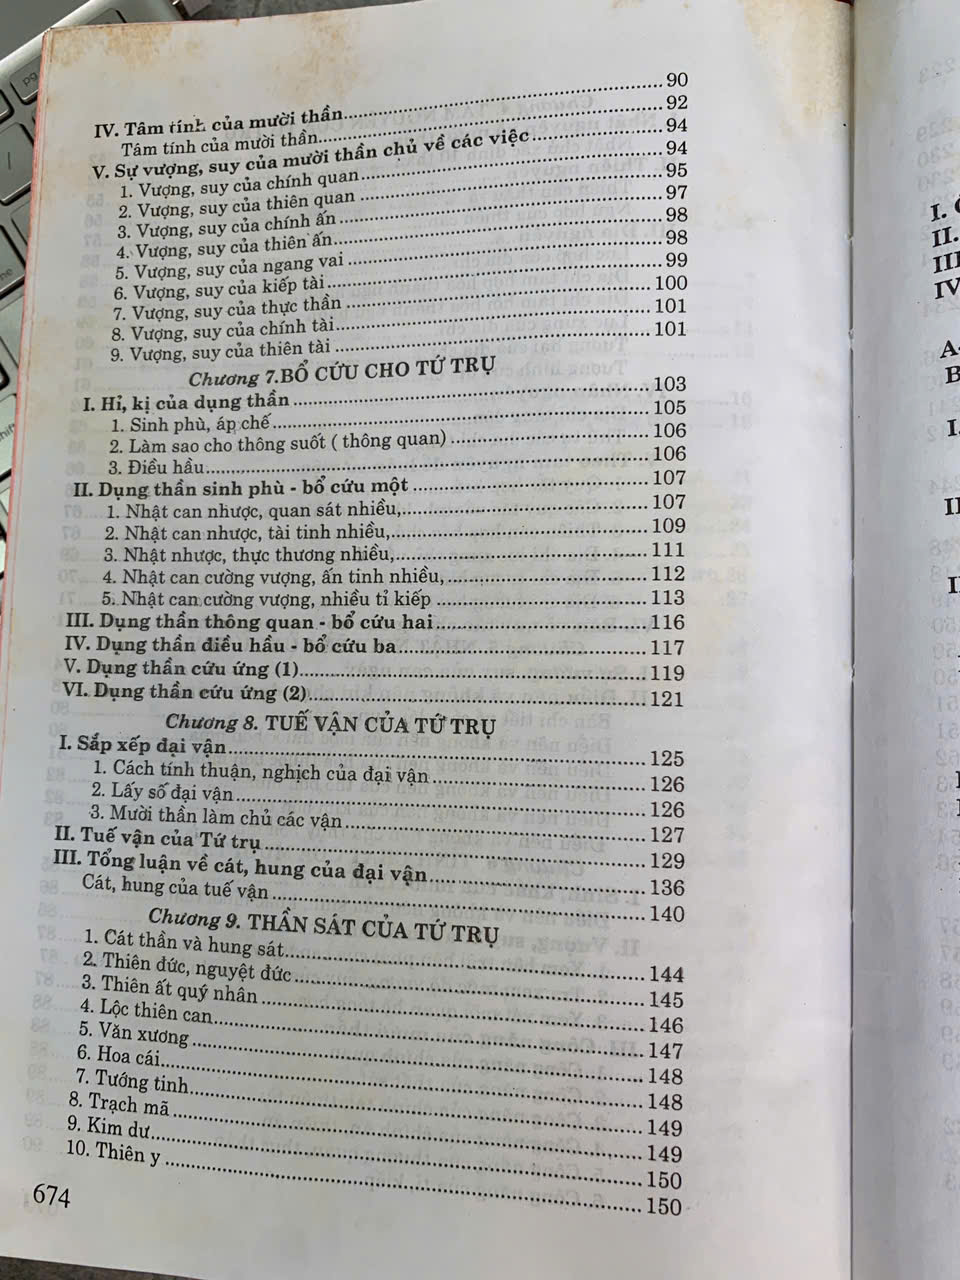 IV. Tâm tính của mười thần..........90
Tâm tính của mười thần..........92
V. Sự vượng, suy của mười thần chủ về các việc..........94
1. Vượng, suy của chính quan..........94
2. Vượng, suy của thiên quan..........95
3. Vượng, suy của chính ấn..........97
4. Vượng, suy của thiên ấn..........98
5. Vượng, suy của ngang vai..........98
6. Vượng, suy của kiếp tài..........99
7. Vượng, suy của thực thần..........100
8. Vượng, suy của chính tài..........101
9. Vượng, suy của thiên tài..........101
Chương 7.BỔ CỨU CHO TỨ TRỤ
I. Hỉ, kị của dụng thần..........103
1. Sinh phù, áp chế..........105
2. Làm sao cho thông suốt ( thông quan)..........106
3. Điều hầu..........106
II. Dụng thần sinh phù - bổ cứu một..........107
1. Nhật can nhược, quan sát nhiều,..........107
2. Nhật can nhược, tài tinh nhiều,..........109
3. Nhật nhược, thực thương nhiều,..........111
4. Nhật can cường vượng, ấn tinh nhiều,..........112
5. Nhật can cường vượng, nhiều tỉ kiếp..........113
III. Dụng thần thông quan - bổ cứu hai..........116
IV. Dụng thần điều hầu - bổ cứu ba..........117
V. Dụng thần cứu ứng (1)..........119
VI. Dụng thần cứu ứng (2)..........121
Chương 8. TUẾ VẬN CỦA TỨ TRỤ
I. Sắp xếp đại vận..........125
1. Cách tính thuận, nghịch của đại vận..........126
2. Lấy số đại vận..........126
3. Mười thần làm chủ các vận..........127
II. Tuế vận của Tứ trụ..........129
III. Tổng luận về cát, hung của đại vận..........136
Cát, hung của tuế vận..........140
Chương 9. THẦN SÁT CỦA TỨ TRỤ
1. Cát thần và hung sát..........144
2. Thiên đức, nguyệt đức..........145
3. Thiên ất quý nhân..........146
4. Lộc thiên can..........147
5. Văn xương..........148
6. Hoa cái..........148
7. Tướng tinh..........149
8. Trạch mã..........149
9. Kim dư..........150
10. Thiên y..........150
674
I.
II.
III
IV
A-
B
I.